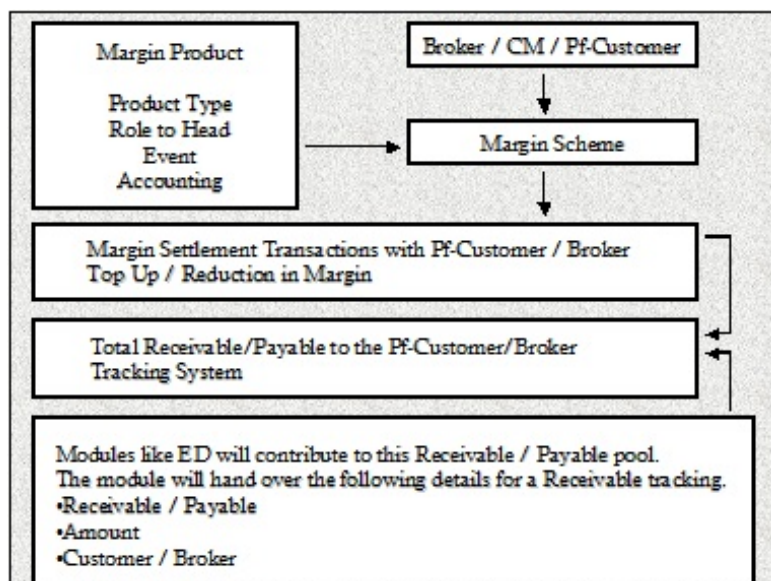 Margin Product
Product Type
Role to Head
Event
Accounting
Broker / CM / Pf-Customer
Margin Scheme
Margin Settlement Transactions with Pf-Customer / Broker
Top Up / Reduction in Margin
Total Receivable/Payable to the Pf-Customer/Broker
Tracking System
Modules like ED will contribute to this Receivable / Payable pool.
The module will hand over the following details for a Receivable tracking.
•Receivable / Payable
•Amount
•Customer / Broker